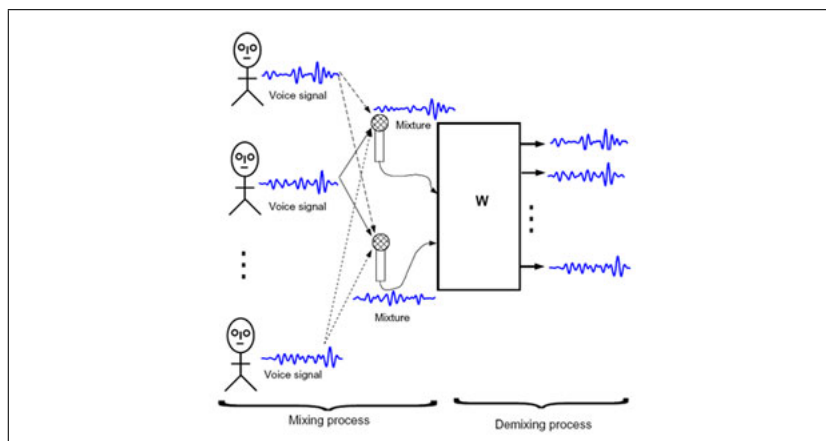 Voice signal
Mixture
Voice signal
W
Mixture
Voice signal
Mixing process
Demixing process